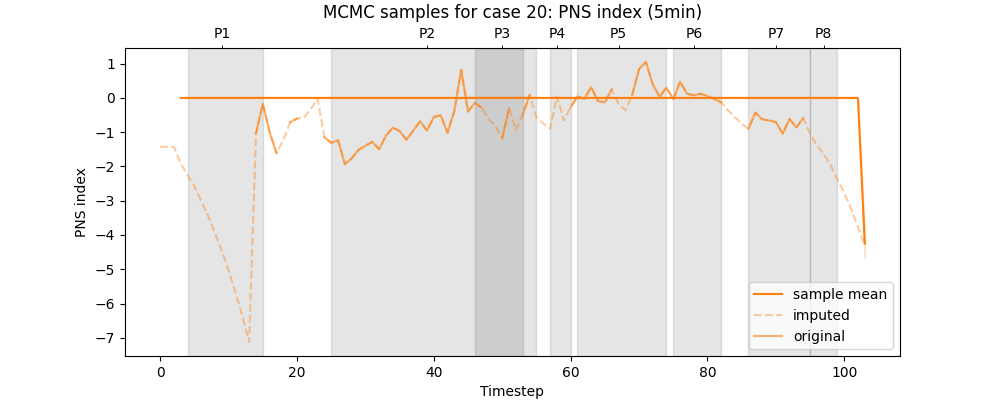 MCMC samples for case 20: PNS index (5min)
P1 P2 P3 P4 P5 P6 P7 P8
1
0
−1
−2
−3
−4
−5
−6
−7
PNS index
0 20 40 60 80 100
Timestep
sample mean
imputed
original